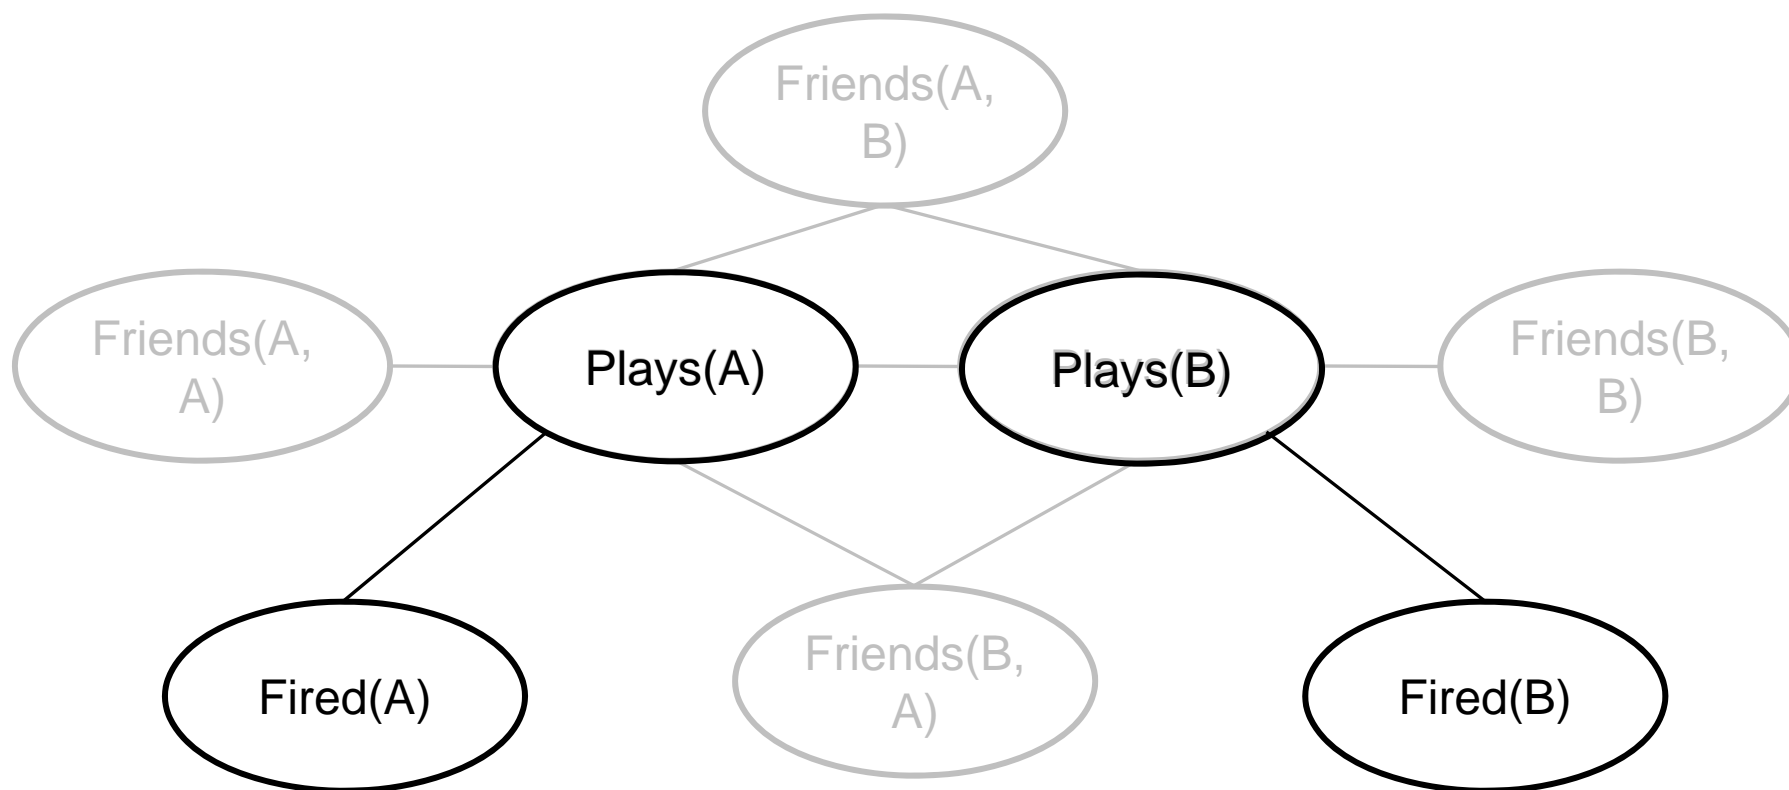 Friends(A,
B)
Friends(A,
A)
Plays(A)
Plays(B)
Friends(B,
B)
Fired(A)
Friends(B,
A)
Fired(B)